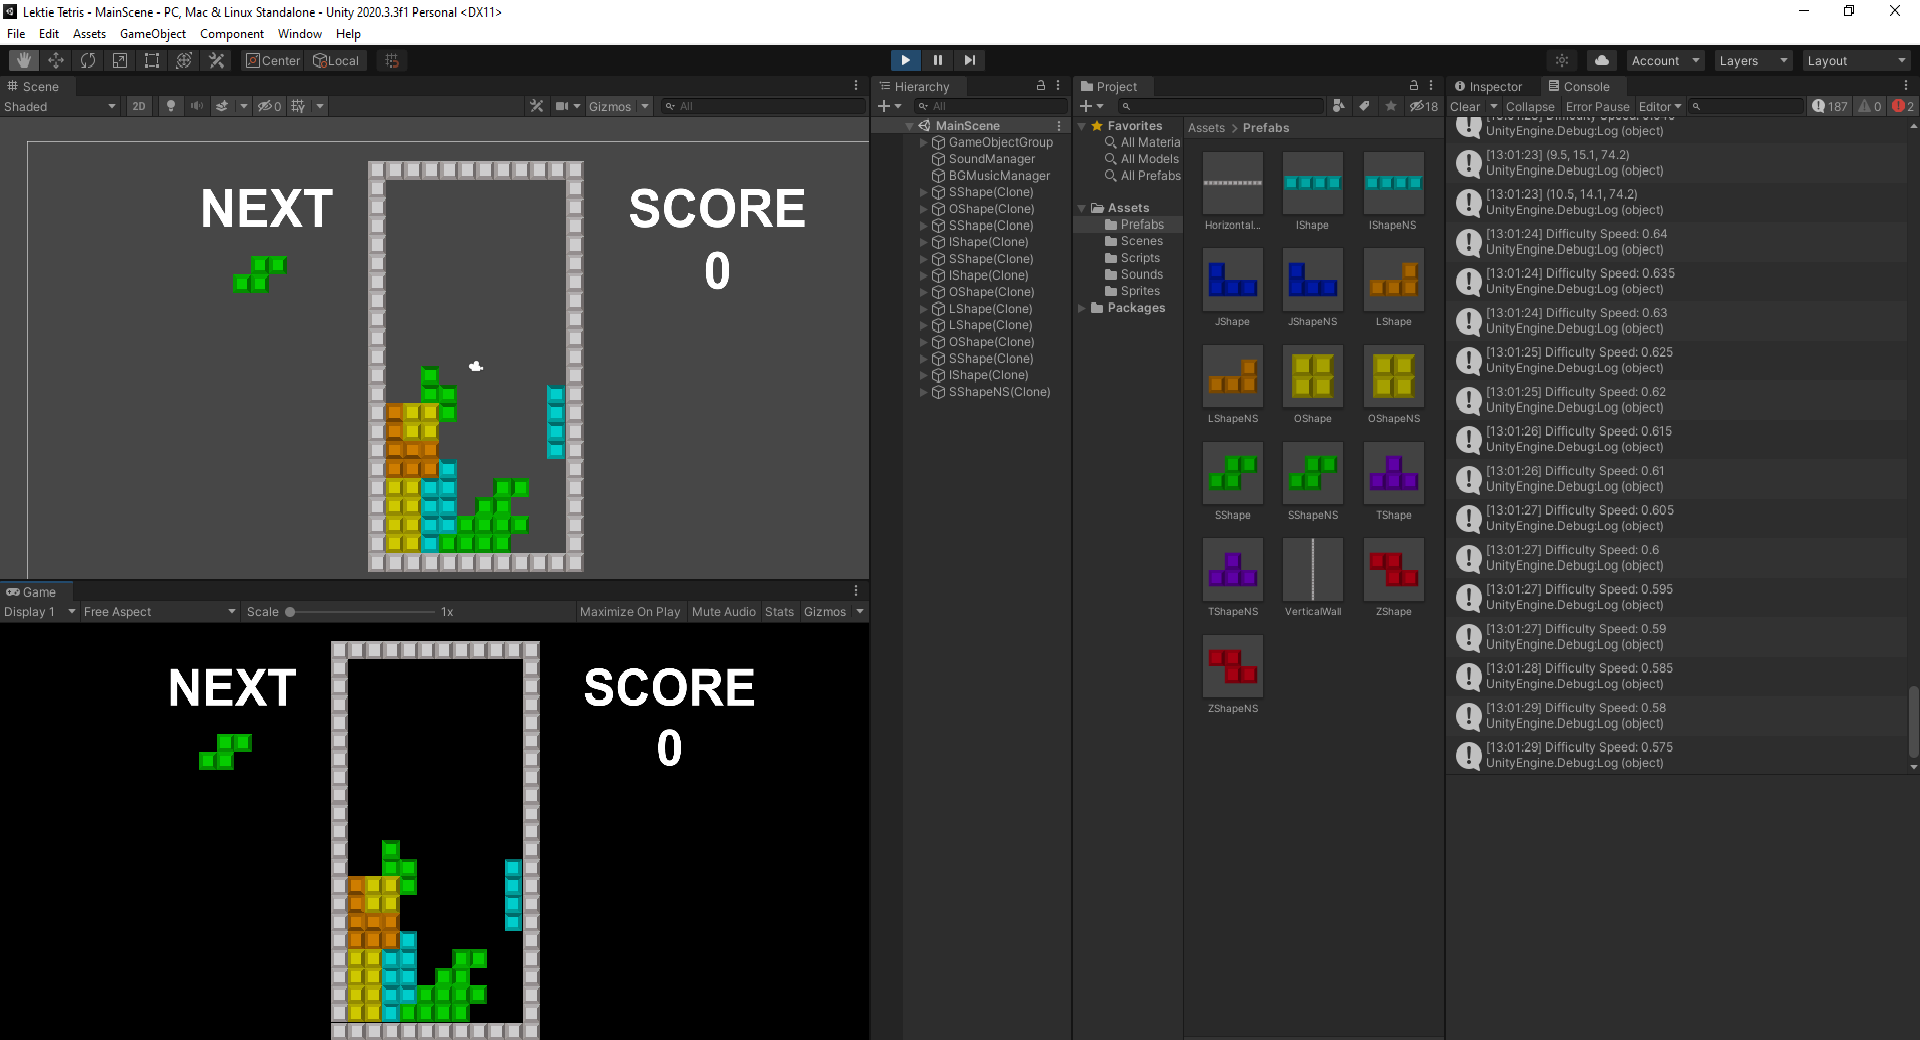 Lektie Tetris - MainScene - PC, Mac & Linux Standalone - Unity 2020.3.3f1 Personal <DX11>
File Edit Assets GameObject Component Window Help
Center Local
Account Layers Layout
Scene
Shaded 2D 0 Gizmos All
NEXT
SCORE
0
Game
Display 1 Free Aspect Scale 1x Maximize On Play Mute Audio Stats Gizmos
NEXT
SCORE
0
Hierarchy
All
MainScene
GameObjectGroup
SoundManager
BGMusicManager
SShape(Clone)
OShape(Clone)
SShape(Clone)
IShape(Clone)
SShape(Clone)
IShape(Clone)
OShape(Clone)
LShape(Clone)
LShape(Clone)
OShape(Clone)
SShape(Clone)
IShape(Clone)
SShapeNS(Clone)
Project
18
Favorites
All Materia
All Models
All Prefabs
Assets
Prefabs
Scenes
Scripts
Sounds
Sprites
Packages
Assets > Prefabs
Horizontal... IShape IShapeNS
JShape JShapeNS LShape
LShapeNS OShape OShapeNS
SShape SShapeNS TShape
TShapeNS VerticalWall ZShape
ZShapeNS
Inspector Console
Clear Collapse Error Pause Editor 187 0 2
UnityEngine.Debug:Log (object)
[13:01:23] (9.5, 15.1, 74.2)
UnityEngine.Debug:Log (object)
[13:01:23] (10.5, 14.1, 74.2)
UnityEngine.Debug:Log (object)
[13:01:24] Difficulty Speed: 0.64
UnityEngine.Debug:Log (object)
[13:01:24] Difficulty Speed: 0.635
UnityEngine.Debug:Log (object)
[13:01:24] Difficulty Speed: 0.63
UnityEngine.Debug:Log (object)
[13:01:25] Difficulty Speed: 0.625
UnityEngine.Debug:Log (object)
[13:01:25] Difficulty Speed: 0.62
UnityEngine.Debug:Log (object)
[13:01:26] Difficulty Speed: 0.615
UnityEngine.Debug:Log (object)
[13:01:26] Difficulty Speed: 0.61
UnityEngine.Debug:Log (object)
[13:01:27] Difficulty Speed: 0.605
UnityEngine.Debug:Log (object)
[13:01:27] Difficulty Speed: 0.6
UnityEngine.Debug:Log (object)
[13:01:27] Difficulty Speed: 0.595
UnityEngine.Debug:Log (object)
[13:01:27] Difficulty Speed: 0.59
UnityEngine.Debug:Log (object)
[13:01:28] Difficulty Speed: 0.585
UnityEngine.Debug:Log (object)
[13:01:29] Difficulty Speed: 0.58
UnityEngine.Debug:Log (object)
[13:01:29] Difficulty Speed: 0.575
UnityEngine.Debug:Log (object)